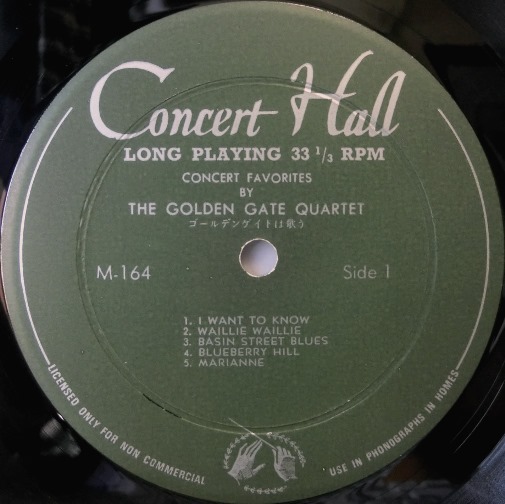 Concert Hall
LONG PLAYING 33 1/3 RPM
CONCERT FAVORITES
BY
THE GOLDEN GATE QUARTET
ゴールデンゲイトは歌う
M-164
Side 1
1. I WANT TO KNOW
2. WAILLIE WAILLIE
3. BASIN STREET BLUES
4. BLUEBERRY HILL
5. MARIANNE
LICENSED ONLY FOR NON COMMERCIAL
USE IN PHONOGRAPHS IN HOMES